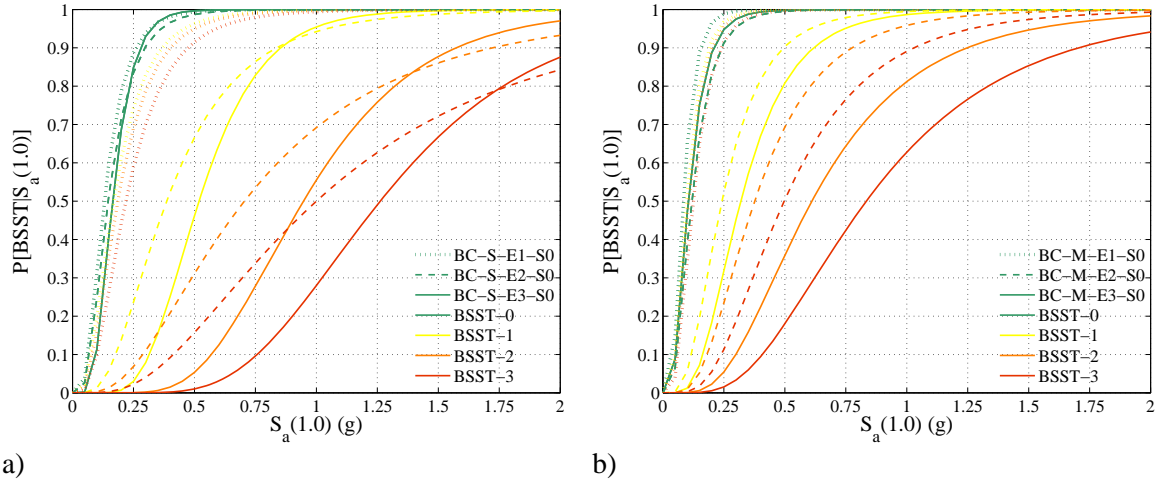 1
0.9
0.8
0.7
0.6
0.5
0.4
0.3
0.2
0.1
0
P[BSST|S_a(1.0)]
BC–S–E1–S0
BC–S–E2–S0
BC–S–E3–S0
BSST–0
BSST–1
BSST–2
BSST–3
0 0.25 0.5 0.75 1 1.25 1.5 1.75 2
S_a(1.0) (g)
a)
1
0.9
0.8
0.7
0.6
0.5
0.4
0.3
0.2
0.1
0
P[BSST|S_a(1.0)]
BC–M–E1–S0
BC–M–E2–S0
BC–M–E3–S0
BSST–0
BSST–1
BSST–2
BSST–3
0 0.25 0.5 0.75 1 1.25 1.5 1.75 2
S_a(1.0) (g)
b)